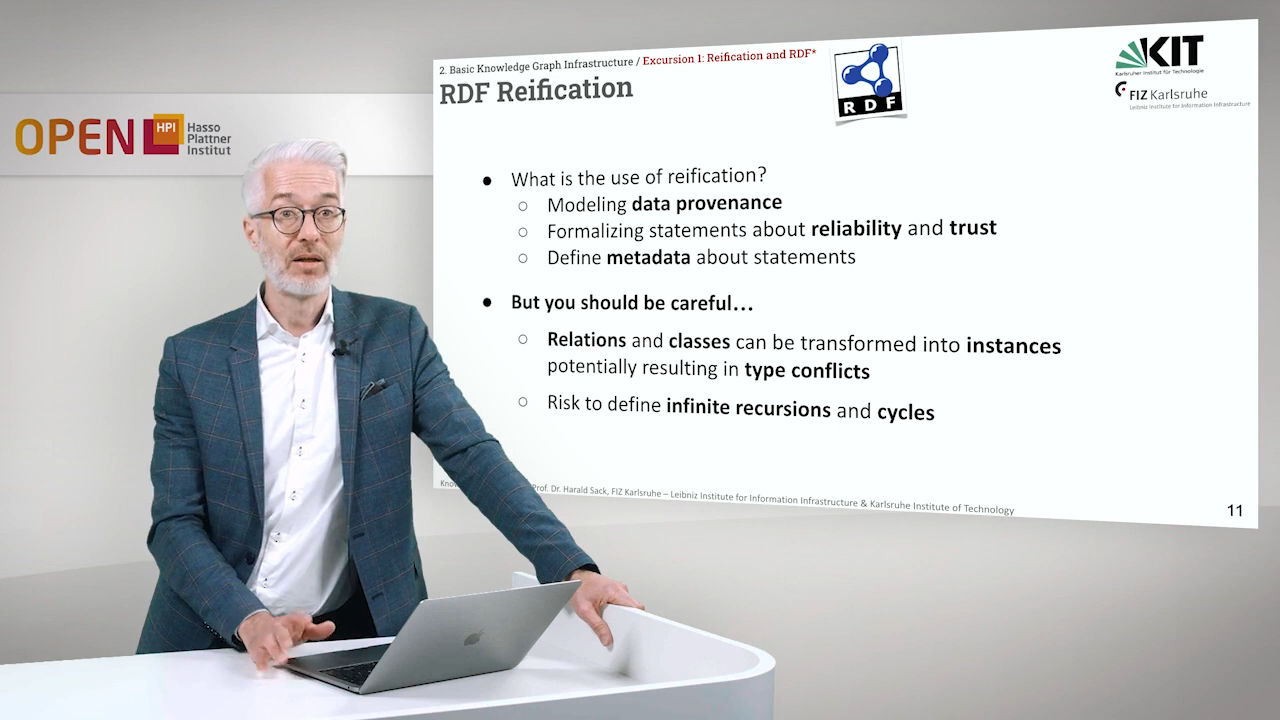 OPEN HPI Hasso
Plattner
Institut
2. Basic Knowledge Graph Infrastructure / Excursion 1: Reification and RDF*
RDF Reification
RDF
KIT
Karlsruher Institut für Technologie
FIZ Karlsruhe
Leibniz Institute for Information Infrastructure
● What is the use of reification?
○ Modeling data provenance
○ Formalizing statements about reliability and trust
○ Define metadata about statements
● But you should be careful…
○ Relations and classes can be transformed into instances
potentially resulting in type conflicts
○ Risk to define infinite recursions and cycles
Prof. Dr. Harald Sack, FIZ Karlsruhe – Leibniz Institute for Information Infrastructure & Karlsruhe Institute of Technology
11